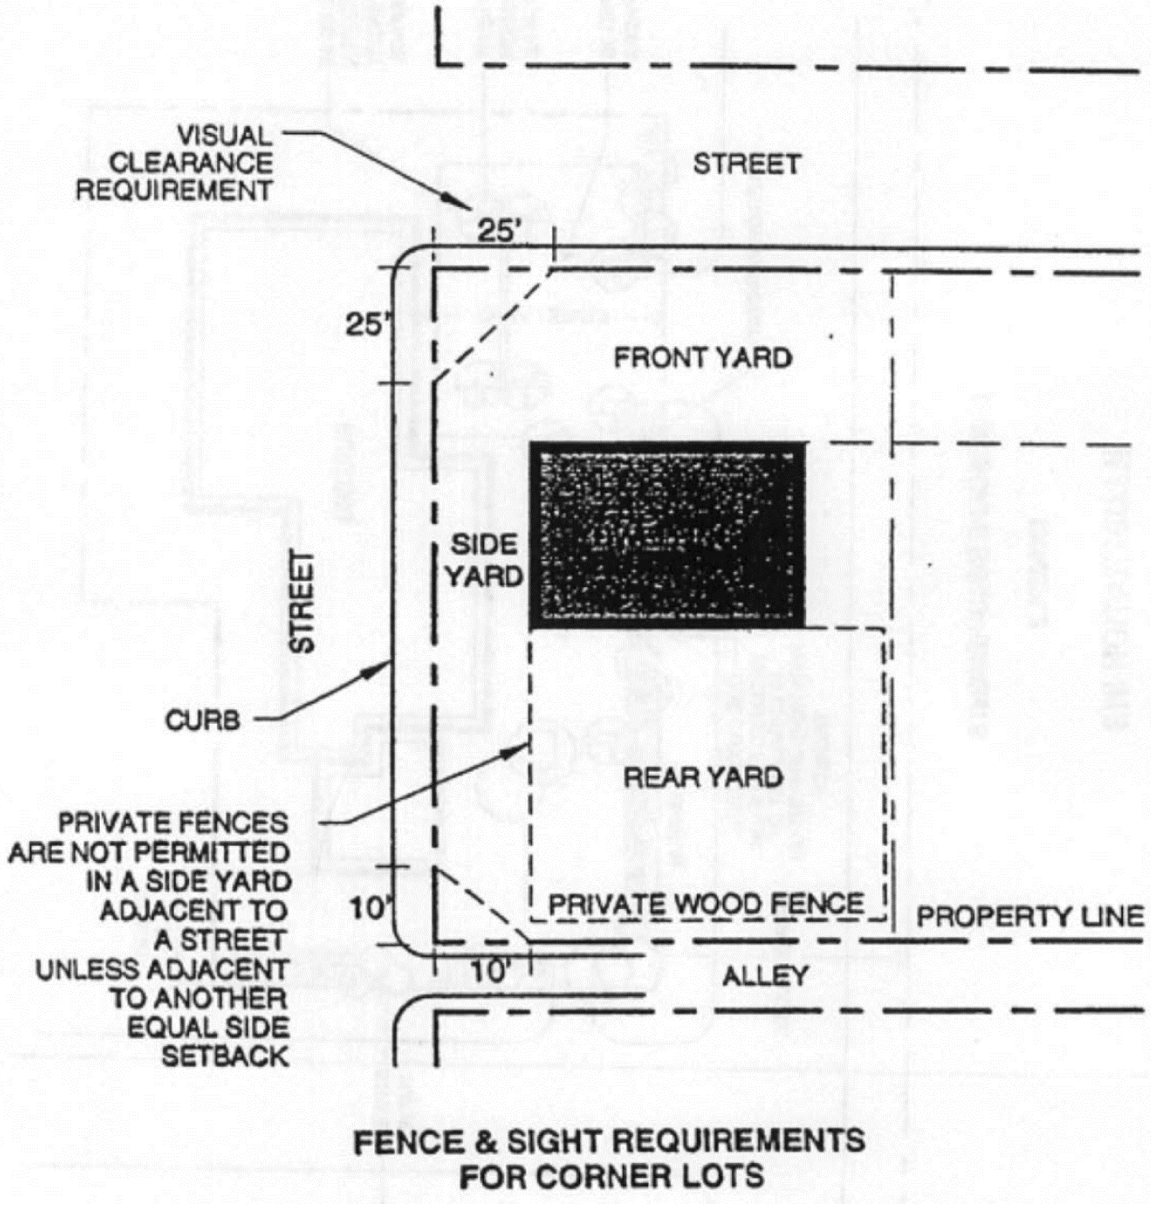 VISUAL
CLEARANCE
REQUIREMENT
STREET
25'
25'
FRONT YARD
SIDE
YARD
DWELLING
STREET
CURB
REAR YARD
PRIVATE FENCES
ARE NOT PERMITTED
IN A SIDE YARD
ADJACENT TO
A STREET
UNLESS ADJACENT
TO ANOTHER
EQUAL SIDE
SETBACK
10'
PRIVATE WOOD FENCE
PROPERTY LINE
10'
ALLEY
FENCE & SIGHT REQUIREMENTS
FOR CORNER LOTS